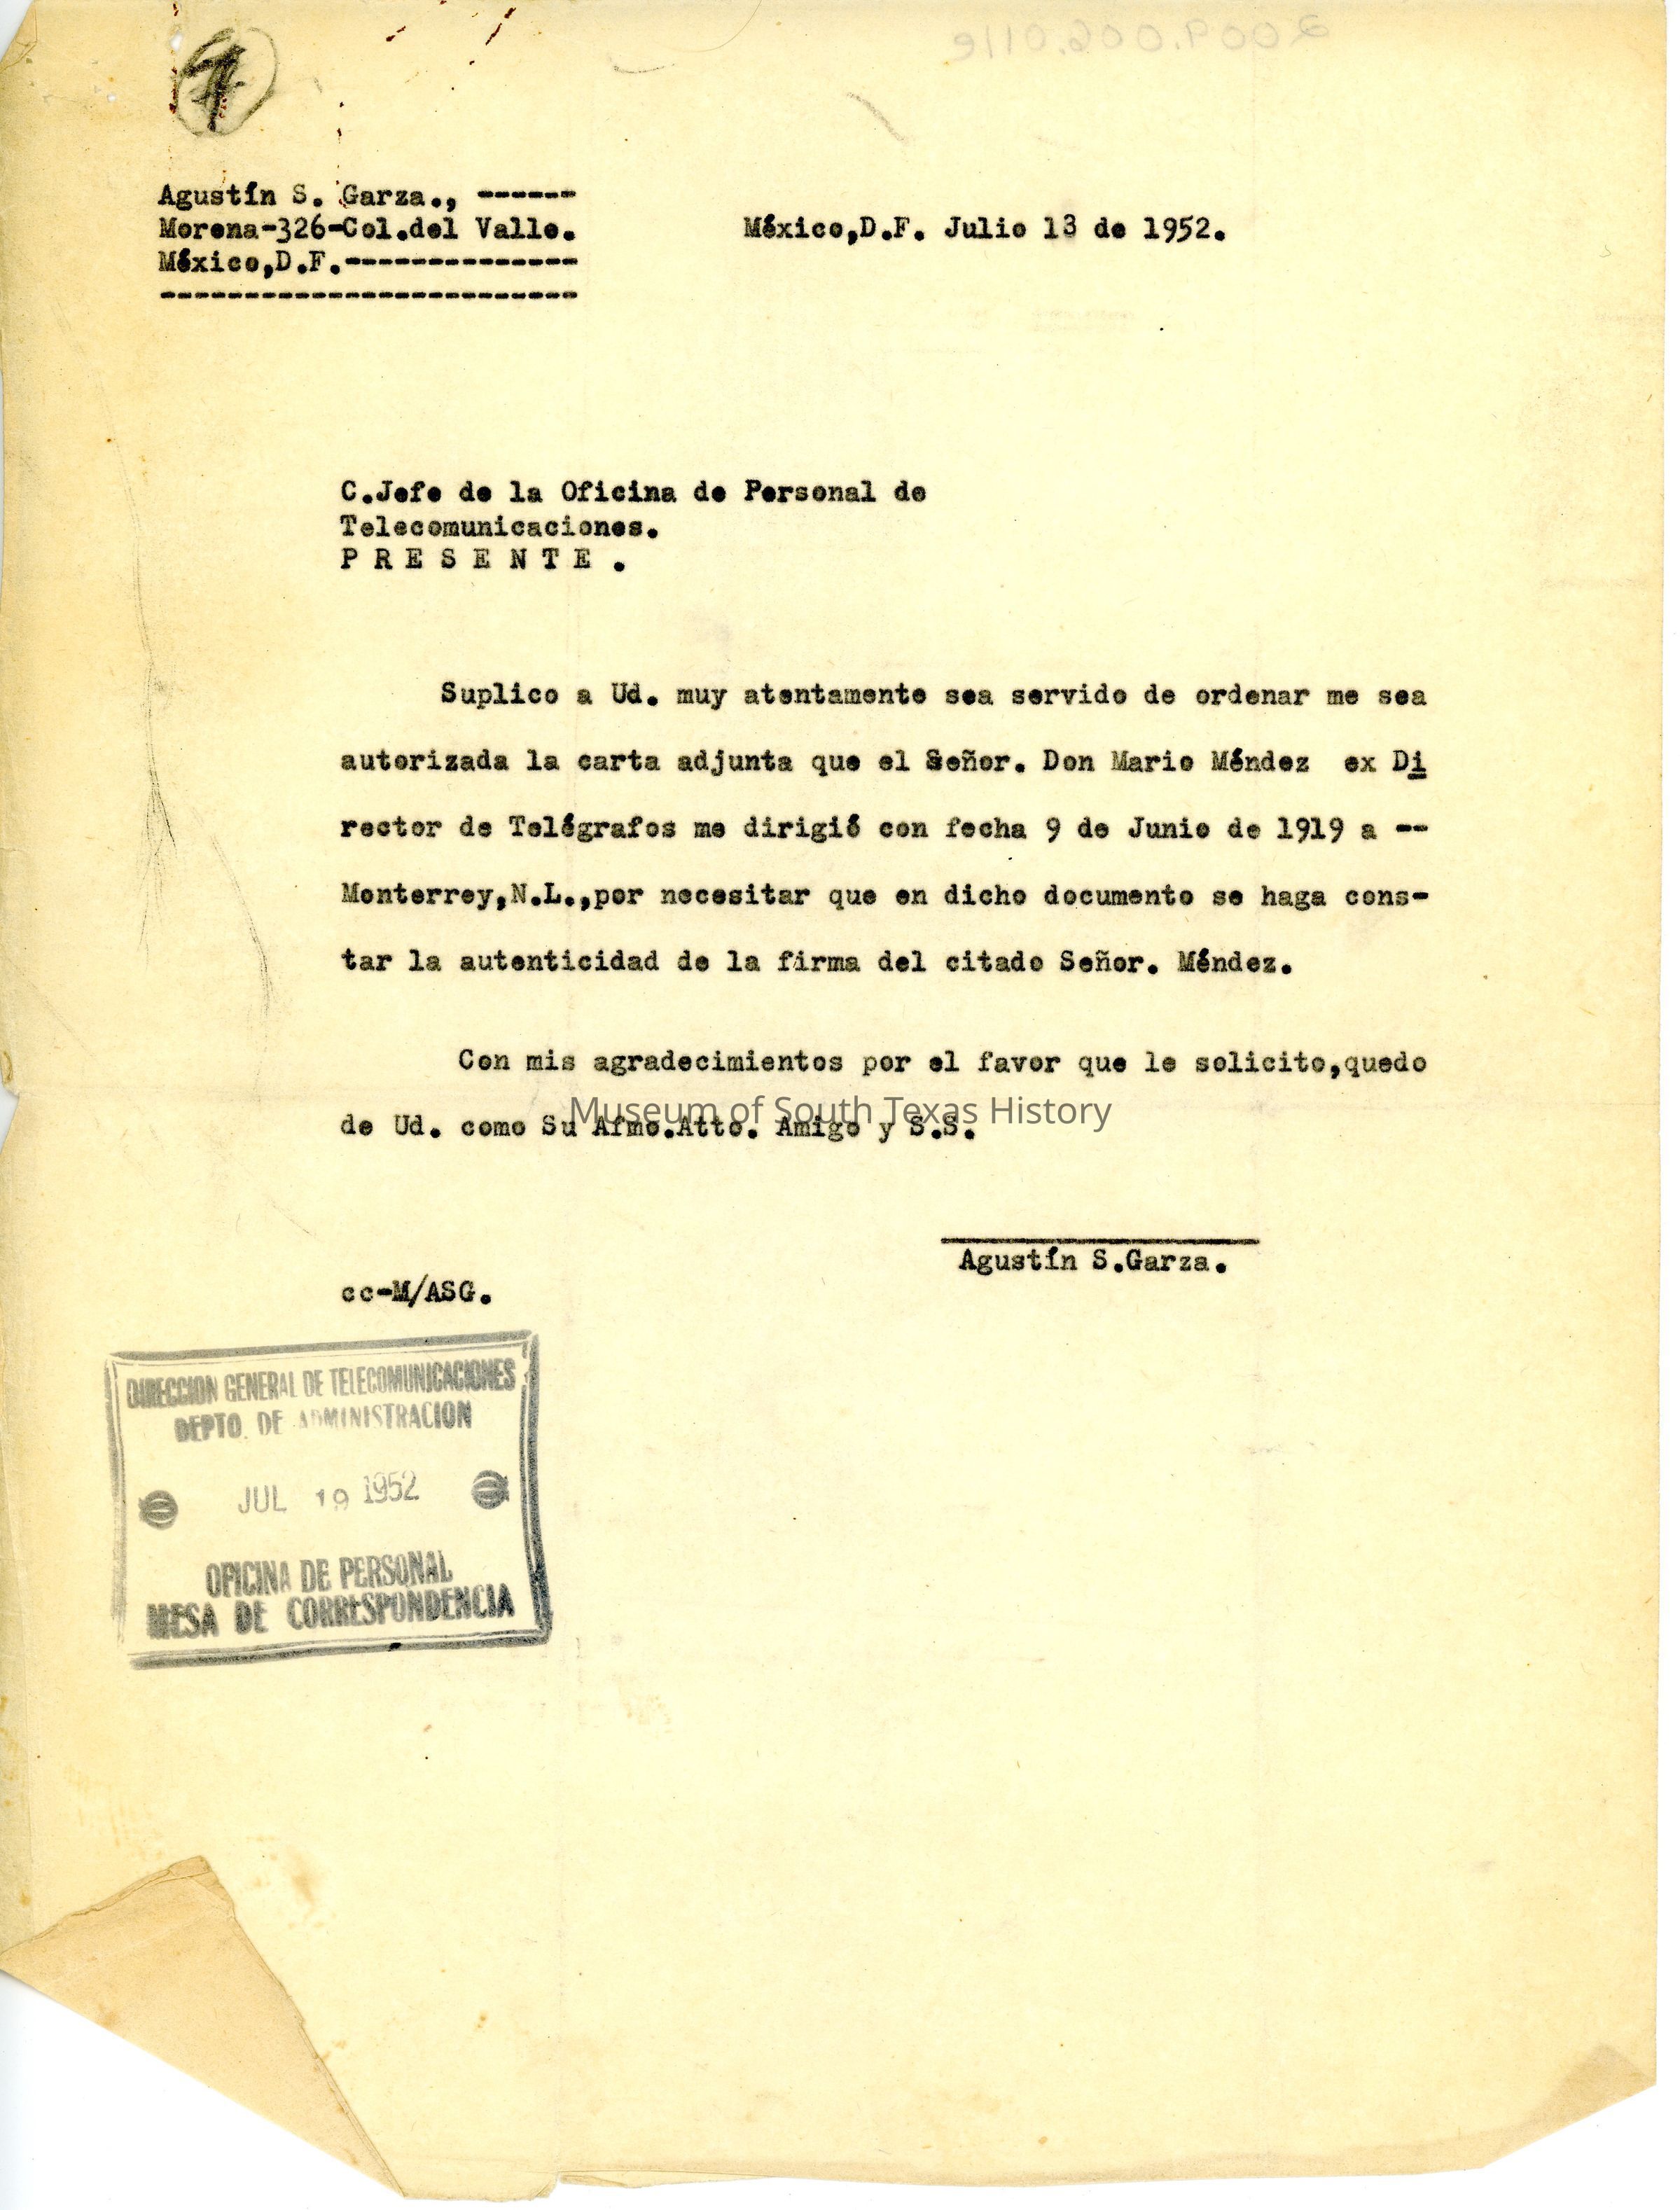 2009.006.011e
Agustín S. Garza., ------
Morena-326-Col.del Valle.
México,D.F.--------------
-------------------------
México,D.F. Julio 13 de 1952.
C.Jefe de la Oficina de Personal de
Telecomunicaciones.
P R E S E N T E .
Suplico a Ud. muy atentamente sea servido de ordenar me sea
autorizada la carta adjunta que el Señor. Don Mario Méndez ex Di
rector de Telégrafos me dirigió con fecha 9 de Junio de 1919 a --
Monterrey,N.L.,por necesitar que en dicho documento se haga cons-
tar la autenticidad de la firma del citado Señor. Méndez.
Con mis agradecimientos por el favor que le solicito,quedo
de Ud. como Su Afmo.Atto. Amigo y S.S.
Museum of South Texas History
Agustín S.Garza.
cc-M/ASG.
DIRECCION GENERAL DE TELECOMUNICACIONES
DEPTO. DE ADMINISTRACION
JUL 19 1952
OFICINA DE PERSONAL
MESA DE CORRESPONDENCIA